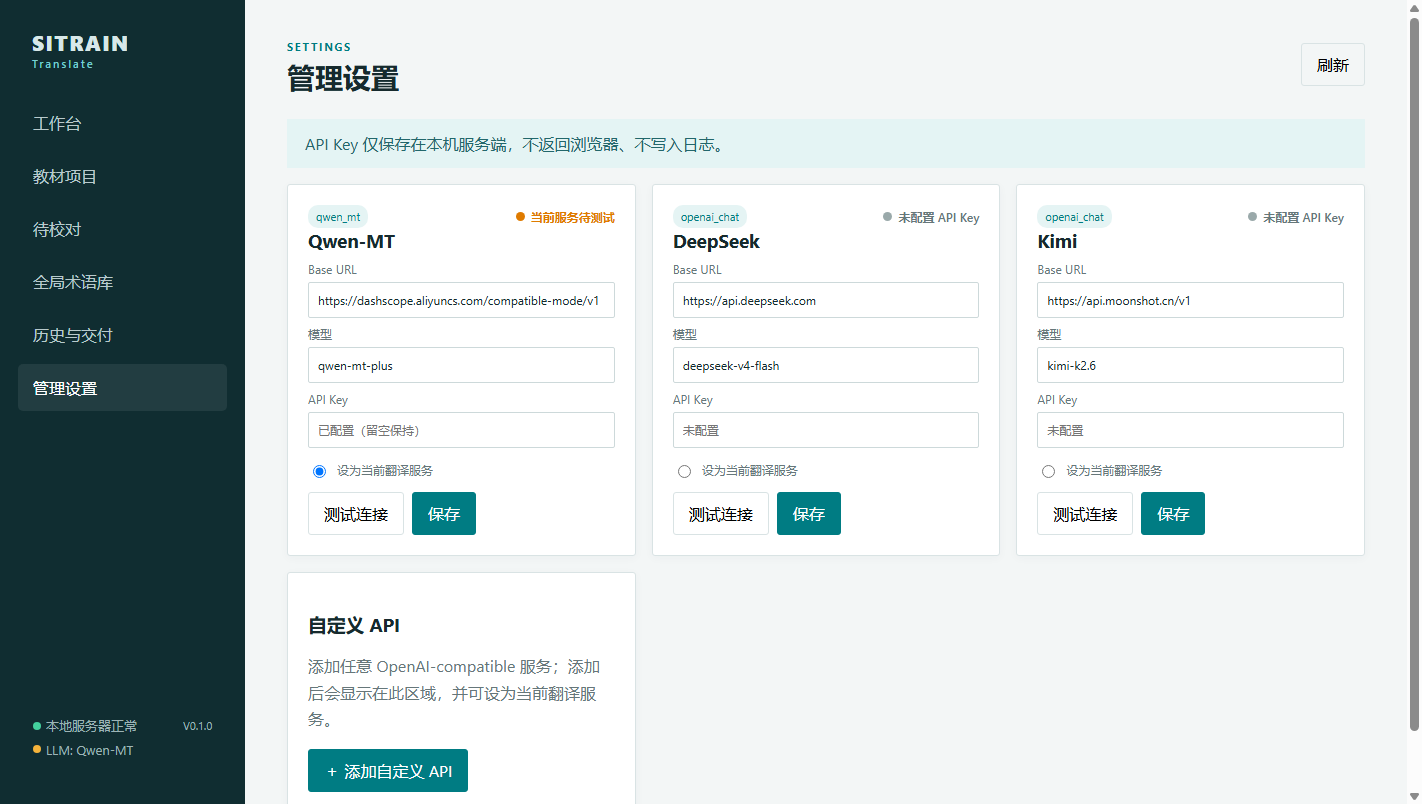 SITRAIN
Translate
工作台
教材项目
待校对
全局术语库
历史与交付
管理设置
本地服务器正常 V0.1.0
LLM: Qwen-MT
SETTINGS
管理设置
刷新
API Key 仅保存在本机服务端，不返回浏览器、不写入日志。
qwen_mt 当前服务待测试
Qwen-MT
Base URL
https://dashscope.aliyuncs.com/compatible-mode/v1
模型
qwen-mt-plus
API Key
已配置（留空保持）
设为当前翻译服务
测试连接 保存
openai_chat 未配置 API Key
DeepSeek
Base URL
https://api.deepseek.com
模型
deepseek-v4-flash
API Key
未配置
设为当前翻译服务
测试连接 保存
openai_chat 未配置 API Key
Kimi
Base URL
https://api.moonshot.cn/v1
模型
kimi-k2.6
API Key
未配置
设为当前翻译服务
测试连接 保存
自定义 API
添加任意 OpenAI-compatible 服务；添加
后会显示在此区域，并可设为当前翻译服
务。
+ 添加自定义 API